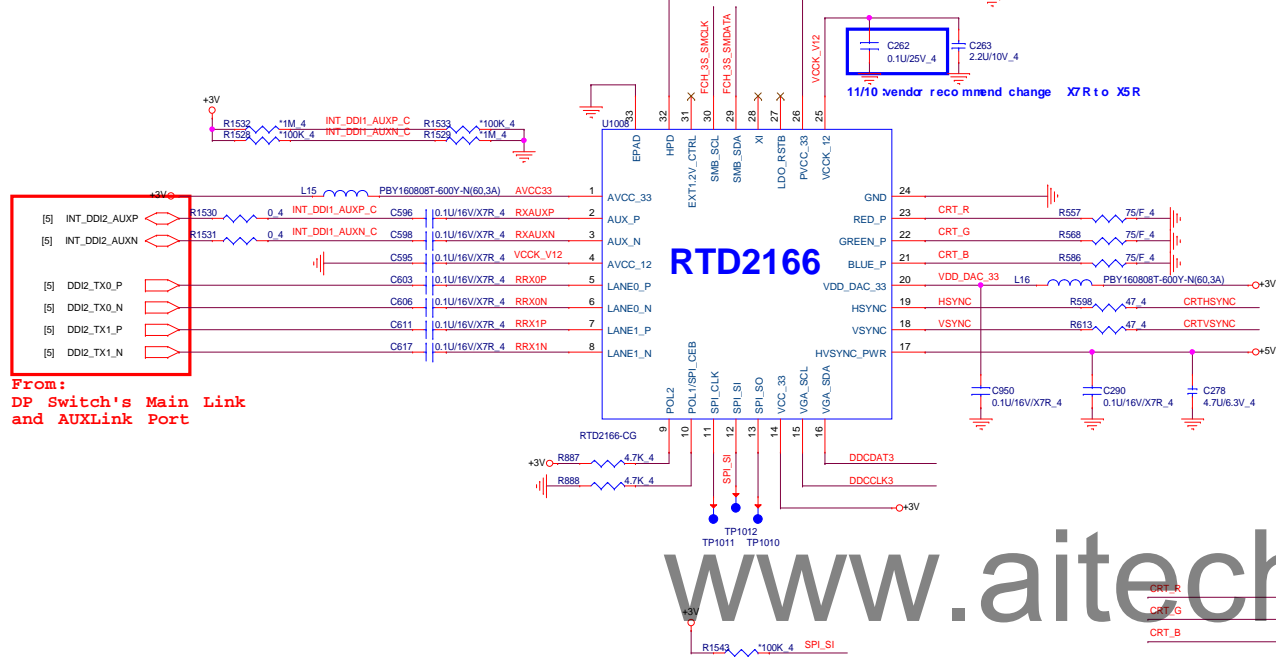 FCH_3S_SMCLK
FCH_3S_SMDATA
VCCK_V12
C262
0.1U/25V_4
C263
2.2U/10V_4
11/10 :vendor recommend change X7R to X5R
+3V
R1532 *1M_4 INT_DDI1_AUXP_C R1533 *100K_4
R1528 *100K_4 INT_DDI1_AUXN_C R1529 *1M_4
U1008
33 32 31 30 29 28 27 26 25
EPAD
HPD
EXT1.2V_CTRL
SMB_SCL
SMB_SDA
XI
LDO_RSTB
PVCC_33
VCCK_12
RTD2166
+3V L15 PBY160808T-600Y-N(60,3A) AVCC33 1 AVCC_33
[5] INT_DDI2_AUXP R1530 0_4 INT_DDI1_AUXP_C C596 0.1U/16V/X7R_4 RXAUXP 2 AUX_P
[5] INT_DDI2_AUXN R1531 0_4 INT_DDI1_AUXN_C C598 0.1U/16V/X7R_4 RXAUXN 3 AUX_N
C595 0.1U/16V/X7R_4 VCCK_V12 4 AVCC_12
[5] DDI2_TX0_P C603 0.1U/16V/X7R_4 RRX0P 5 LANE0_P
[5] DDI2_TX0_N C606 0.1U/16V/X7R_4 RRX0N 6 LANE0_N
[5] DDI2_TX1_P C611 0.1U/16V/X7R_4 RRX1P 7 LANE1_P
[5] DDI2_TX1_N C617 0.1U/16V/X7R_4 RRX1N 8 LANE1_N
From:
DP Switch's Main Link
and AUXLink Port
GND 24
RED_P 23 CRT_R R557 75/F_4
GREEN_P 22 CRT_G R568 75/F_4
BLUE_P 21 CRT_B R586 75/F_4
VDD_DAC_33 20 VDD_DAC_33 L16 PBY160808T-600Y-N(60,3A) +3V
HSYNC 19 HSYNC R598 47_4 CRTHSYNC
VSYNC 18 VSYNC R613 47_4 CRTVSYNC
HVSYNC_PWR 17 +5V
C950
0.1U/16V/X7R_4
C290
0.1U/16V/X7R_4
C278
4.7U/6.3V_4
POL2
POL1/SPI_CEB
SPI_CLK
SPI_SI
SPI_SO
VCC_33
VGA_SCL
VGA_SDA
9 10 11 12 13 14 15 16
RTD2166-CG
+3V R887 4.7K_4
R888 4.7K_4
SPI_SI
DDCDAT3
DDCCLK3
+3V
TP1012
TP1011 TP1010
www.aitech
+3V
R1543 *100K_4 SPI_SI
CRT_R
CRT_G
CRT_B